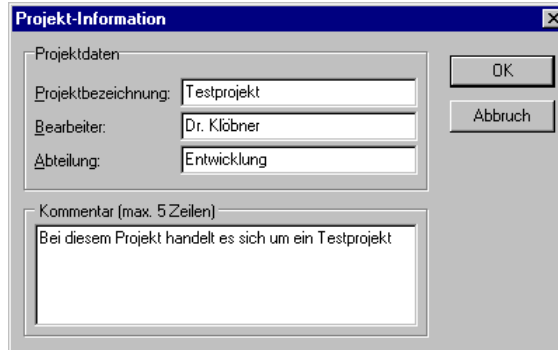 Projekt-Information
Projektdaten
Projektbezeichnung: Testprojekt
Bearbeiter: Dr. Klöbner
Abteilung: Entwicklung
OK
Abbruch
Kommentar (max. 5 Zeilen)
Bei diesem Projekt handelt es sich um ein Testprojekt